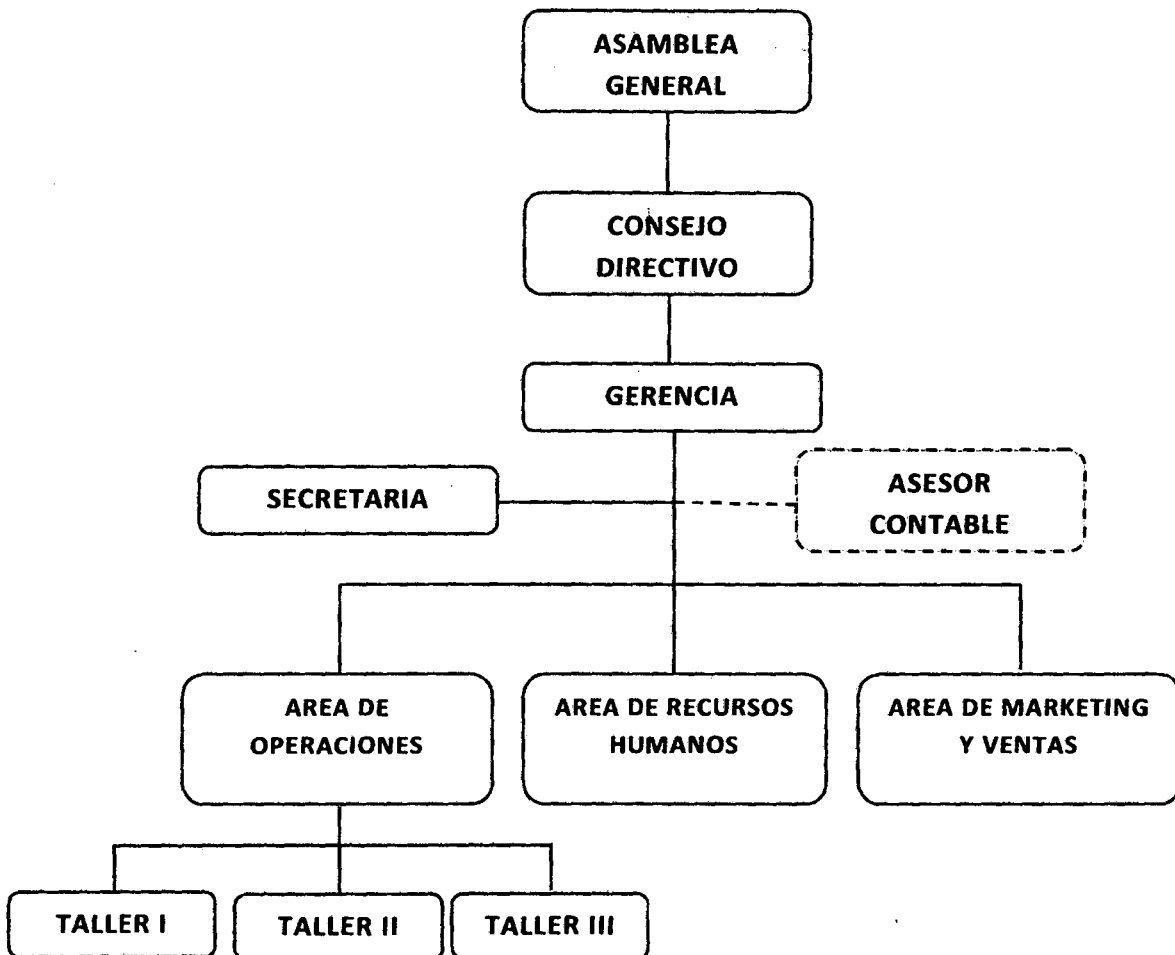 ASAMBLEA
GENERAL
CONSEJO
DIRECTIVO
GERENCIA
SECRETARIA
ASESOR
CONTABLE
AREA DE
OPERACIONES
AREA DE RECURSOS
HUMANOS
AREA DE MARKETING
Y VENTAS
TALLER I
TALLER II
TALLER III